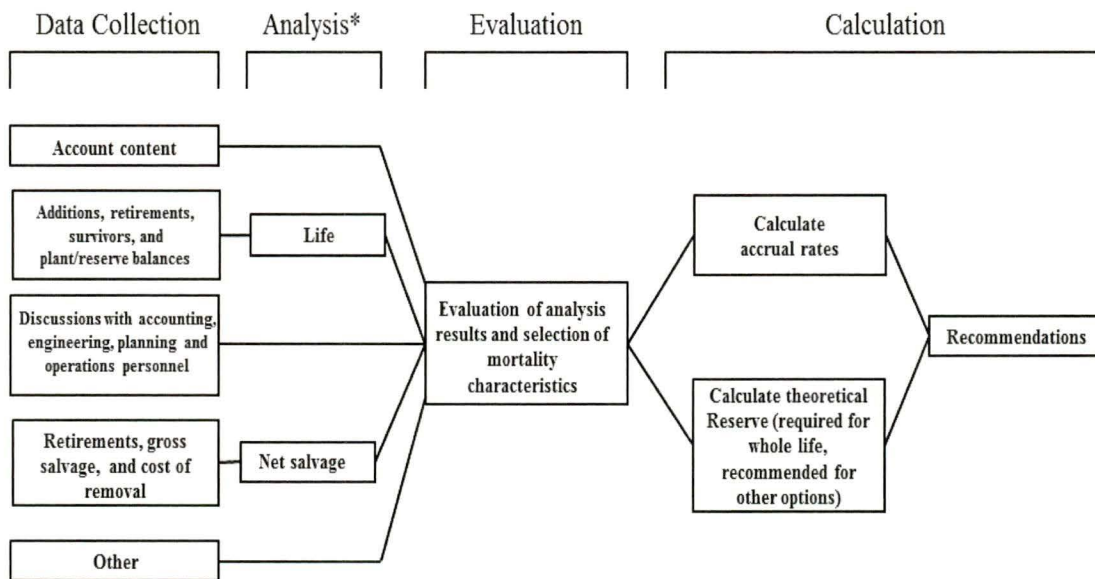 Data Collection
Analysis*
Evaluation
Calculation
Account content
Additions, retirements,
survivors, and
plant/reserve balances
Life
Discussions with accounting,
engineering, planning and
operations personnel
Retirements, gross
salvage, and cost of
removal
Net salvage
Other
Evaluation of analysis
results and selection of
mortality
characteristics
Calculate
accrual rates
Calculate theoretical
Reserve (required for
whole life,
recommended for
other options)
Recommendations